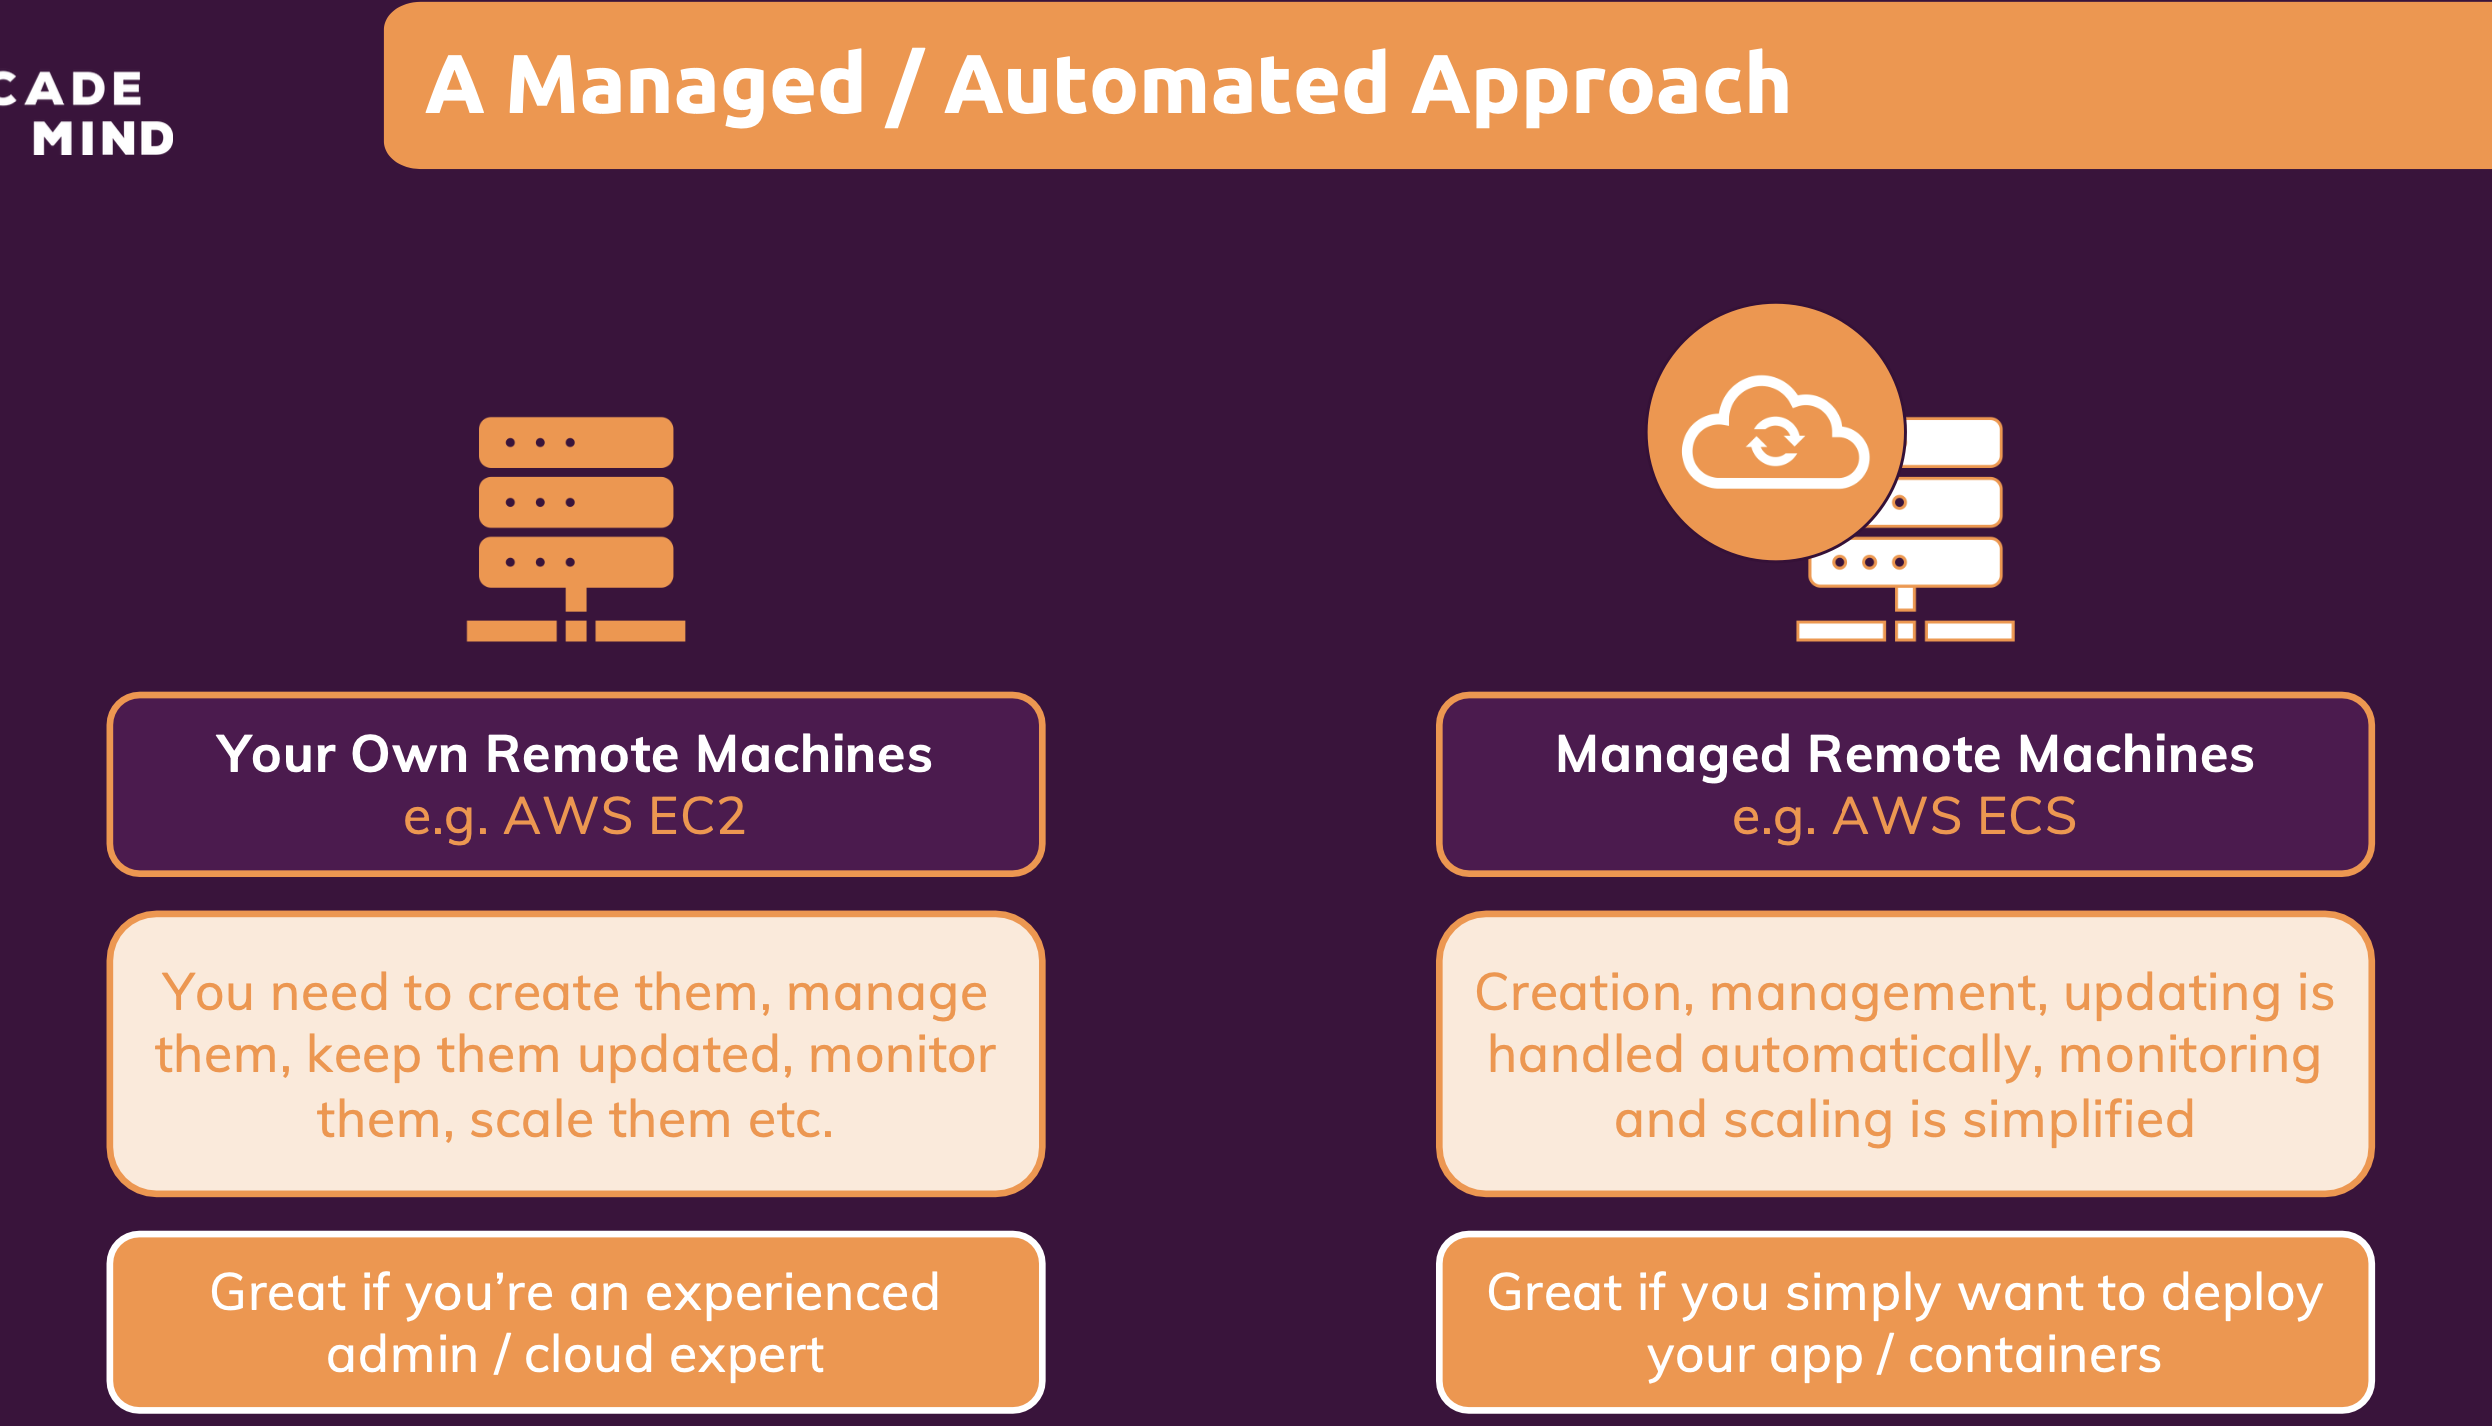 CADE
MIND
A Managed / Automated Approach
Your Own Remote Machines
e.g. AWS EC2
You need to create them, manage
them, keep them updated, monitor
them, scale them etc.
Great if you’re an experienced
admin / cloud expert
Managed Remote Machines
e.g. AWS ECS
Creation, management, updating is
handled automatically, monitoring
and scaling is simplified
Great if you simply want to deploy
your app / containers